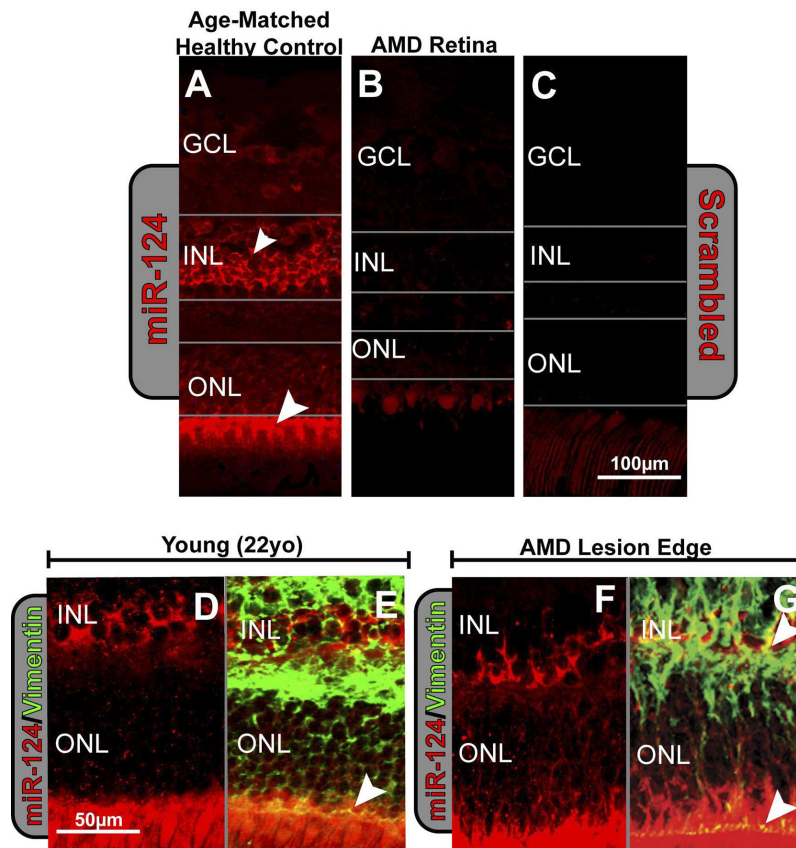 Age-Matched
Healthy Control
AMD Retina
A
B
C
GCL
GCL
GCL
INL
INL
INL
ONL
ONL
ONL
miR-124
Scrambled
100µm
Young (22yo)
AMD Lesion Edge
D
E
F
G
INL
INL
INL
INL
ONL
ONL
ONL
ONL
miR-124/Vimentin
miR-124/Vimentin
50µm